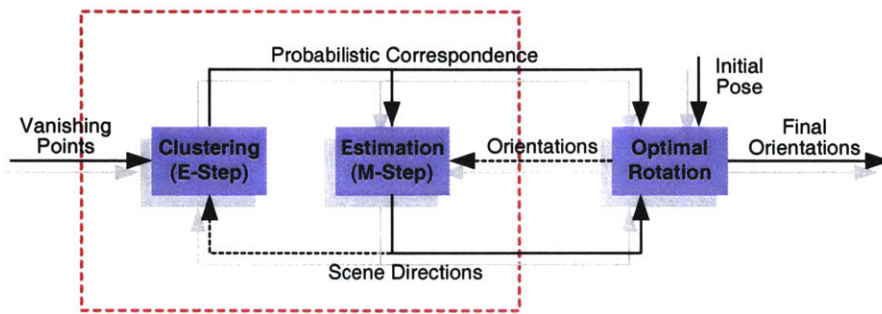 Probabilistic Correspondence
Initial
Pose
Vanishing
Points
Clustering
(E-Step)
Estimation
(M-Step)
Orientations
Optimal
Rotation
Final
Orientations
Scene Directions